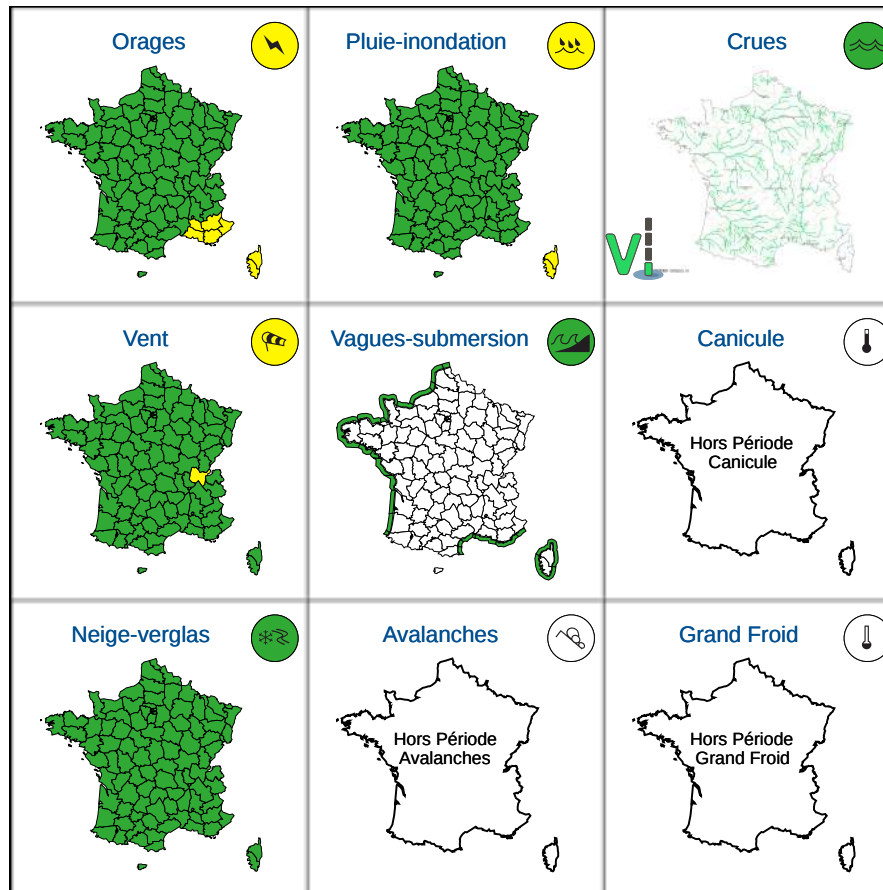 Orages
Pluie-inondation
Crues
Vent
Vagues-submersion
Canicule
Hors Période
Canicule
Neige-verglas
Avalanches
Grand Froid
Hors Période
Avalanches
Hors Période
Grand Froid